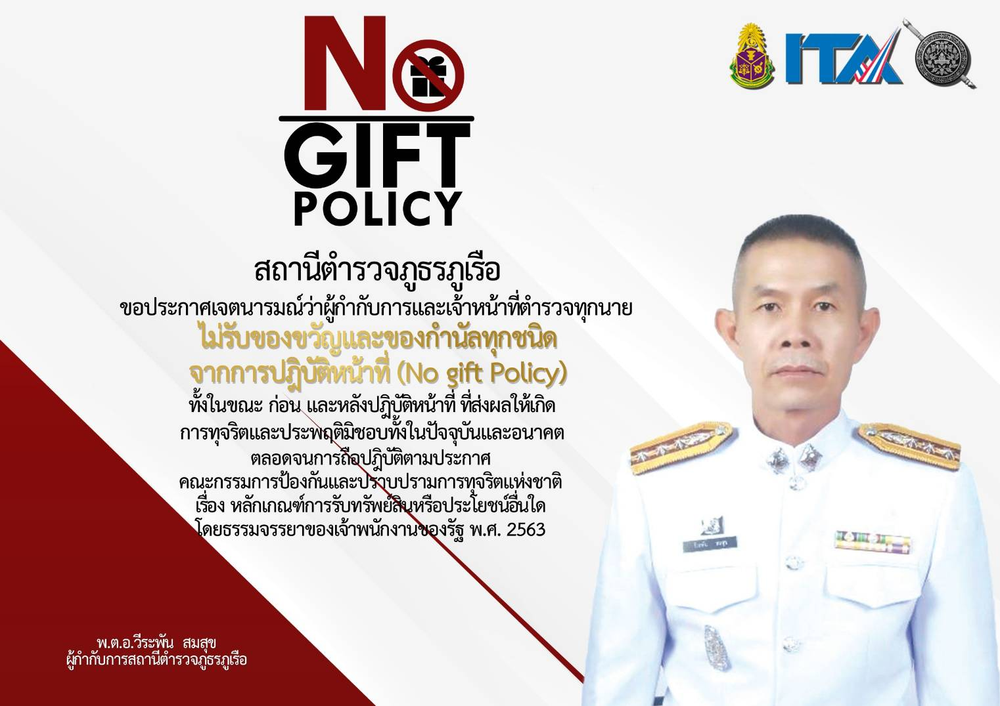 No
GIFT
POLICY
ITA
สถานีตำรวจภูธรภูเรือ
ขอประกาศเจตนารมณ์ว่าผู้กำกับการและเจ้าหน้าที่ตำรวจทุกนาย
ไม่รับของขวัญและของกำนัลทุกชนิด
จากการปฏิบัติหน้าที่ (No gift Policy)
ทั้งในขณะ ก่อน และหลังปฎิบัติหน้าที่ ที่ส่งผลให้เกิด
การทุจริตและประพฤติมิชอบทั้งในปัจจุบันและอนาคต
ตลอดจนการถือปฎิบัติตามประกาศ
คณะกรรมการป้องกันและปราบปรามการทุจริตแห่งชาติ
เรื่อง หลักเกณฑ์การรับทรัพย์สินหรือประโยชน์อื่นใด
โดยธรรมจรรยาของเจ้าพนักงานของรัฐ พ.ศ. 2563
พ.ต.อ.วีระพัน สมสุข
ผู้กำกับการสถานีตำรวจภูธรภูเรือ